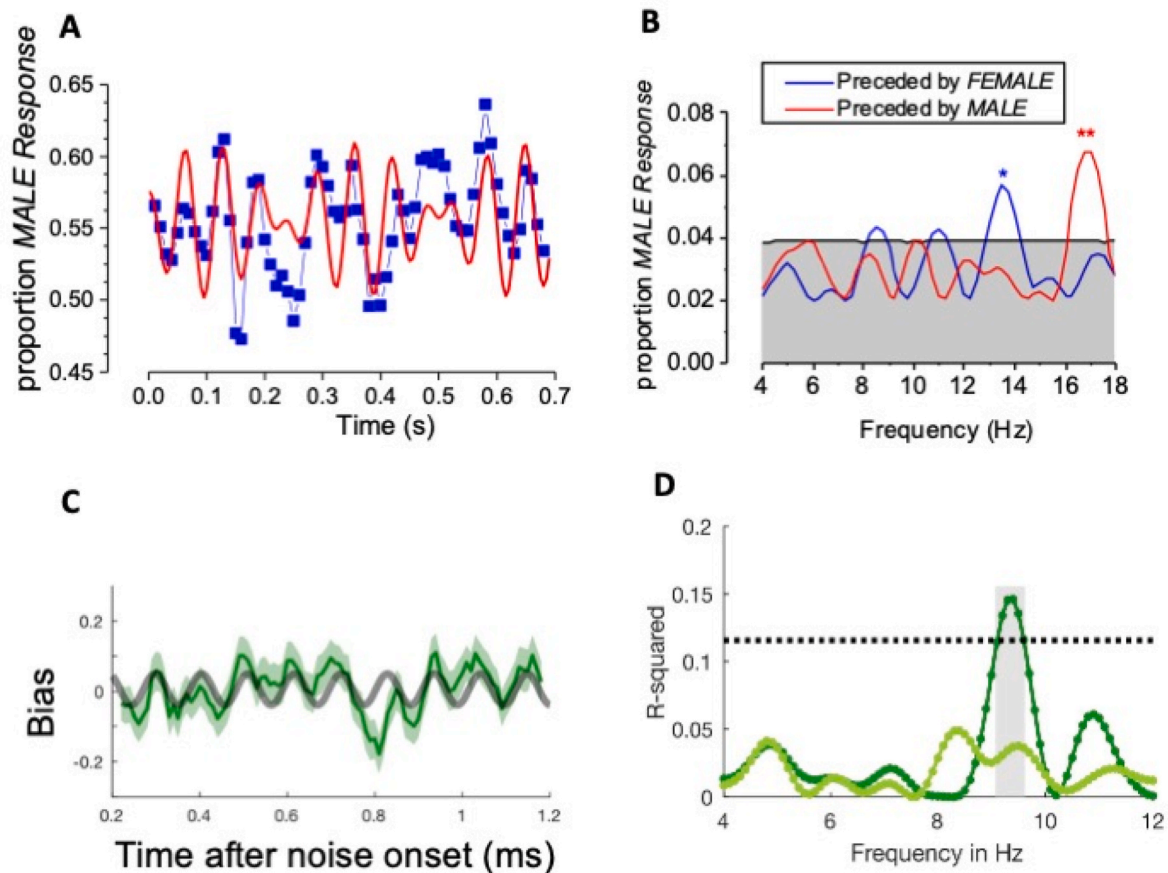 A
proportion MALE Response
0.65
0.60
0.55
0.50
0.45
0.0 0.1 0.2 0.3 0.4 0.5 0.6 0.7
Time (s)
B
Preceded by FEMALE
Preceded by MALE
proportion MALE Response
0.08
0.06
0.04
0.02
0.00
* **
4 6 8 10 12 14 16 18
Frequency (Hz)
C
Bias
0.2
0
-0.2
0.2 0.4 0.6 0.8 1 1.2
Time after noise onset (ms)
D
R-squared
0.2
0.15
0.1
0.05
0
4 6 8 10 12
Frequency in Hz